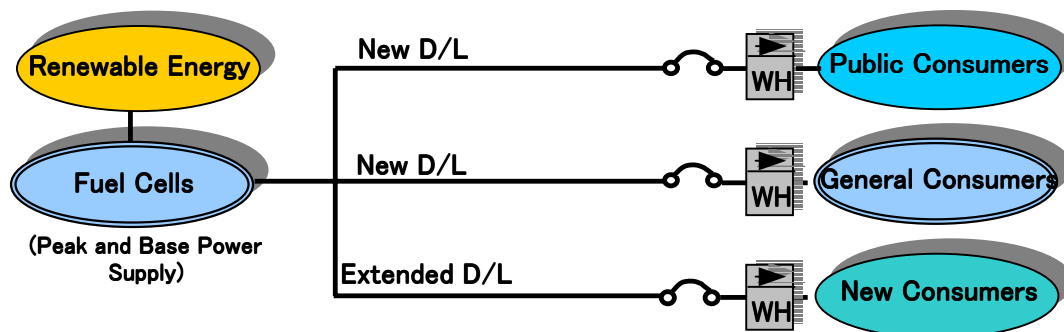 Renewable Energy
New D/L
WH
Public Consumers
Fuel Cells
(Peak and Base Power
Supply)
New D/L
WH
General Consumers
Extended D/L
WH
New Consumers